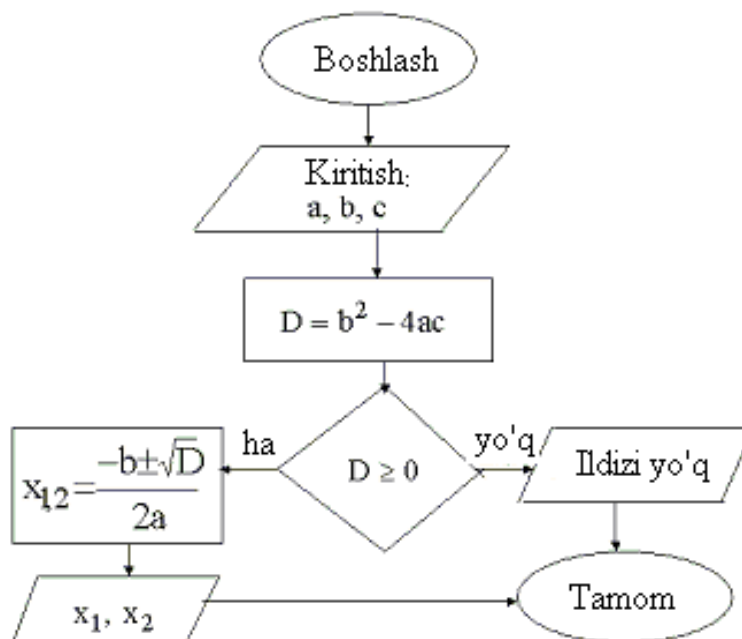 Boshlash
Kiritish:
a, b, c
D = b² − 4ac
ha
D ≥ 0
yo'q
x₁,₂ = (−b ± √D) / 2a
Ildizi yo'q
x₁, x₂
Tamom